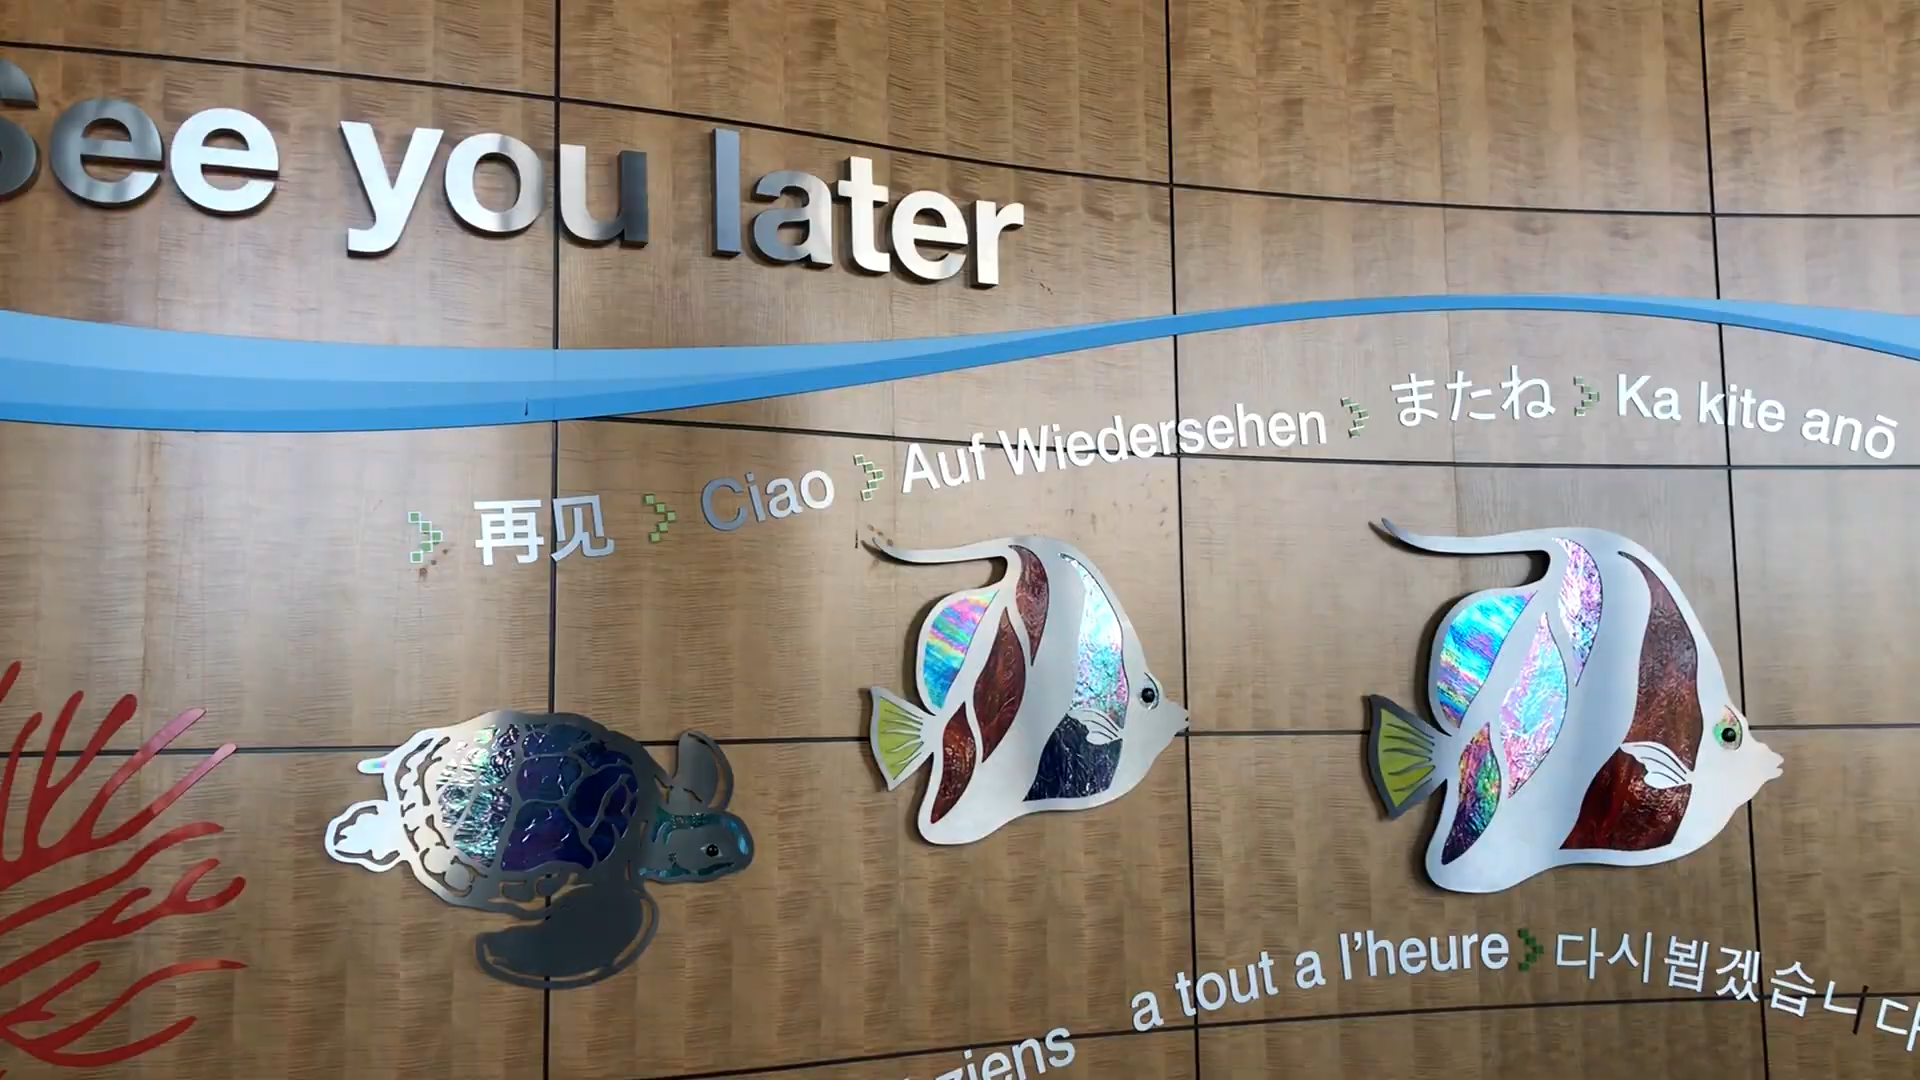 See you later
再见 Ciao Auf Wiedersehen またね Ka kite anō
a tout a l'heure 다시뵙겠습니다